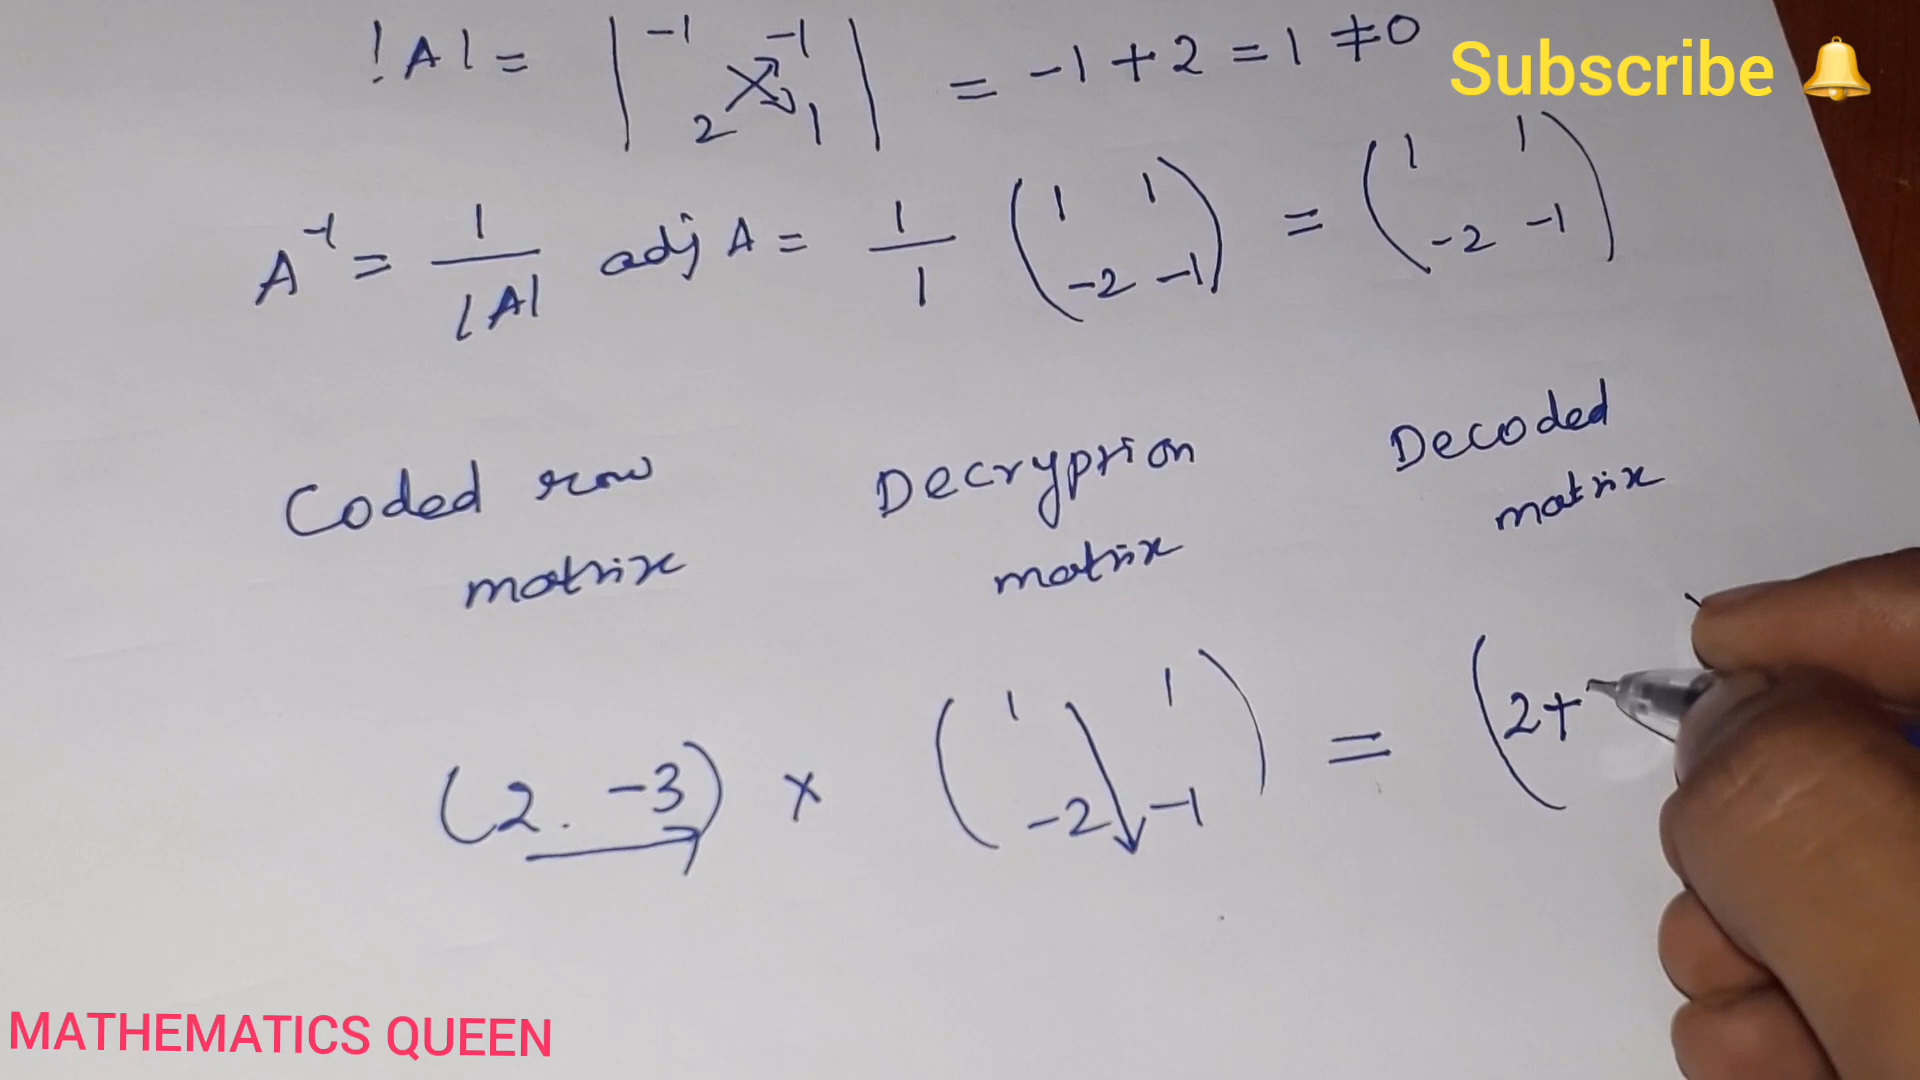 |A| = | -1 -1 | = -1 + 2 = 1 ≠ 0
2 1
Subscribe 🔔
A⁻¹ = 1/|A| adj A = 1/1 ( 1 1 ) = ( 1 1 )
-2 -1 -2 -1
Coded row Decryption Decoded
matrix matrix matrix
(2 -3) × ( 1 1 ) = ( 2+
-2 -1
MATHEMATICS QUEEN